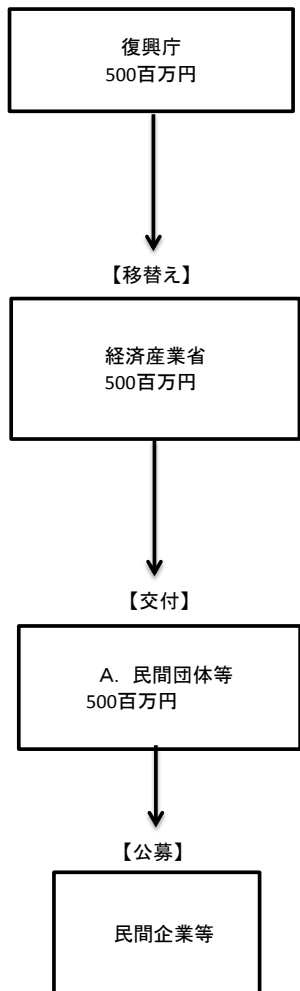 復興庁
500百万円
【移替え】
経済産業省
500百万円
【交付】
A．民間団体等
500百万円
【公募】
民間企業等